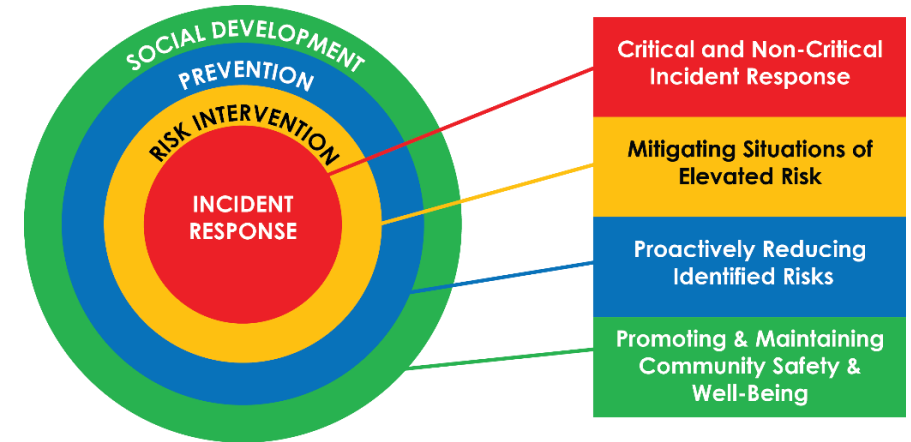 SOCIAL DEVELOPMENT
PREVENTION
RISK INTERVENTION
INCIDENT
RESPONSE
Critical and Non-Critical
Incident Response
Mitigating Situations of
Elevated Risk
Proactively Reducing
Identified Risks
Promoting & Maintaining
Community Safety &
Well-Being